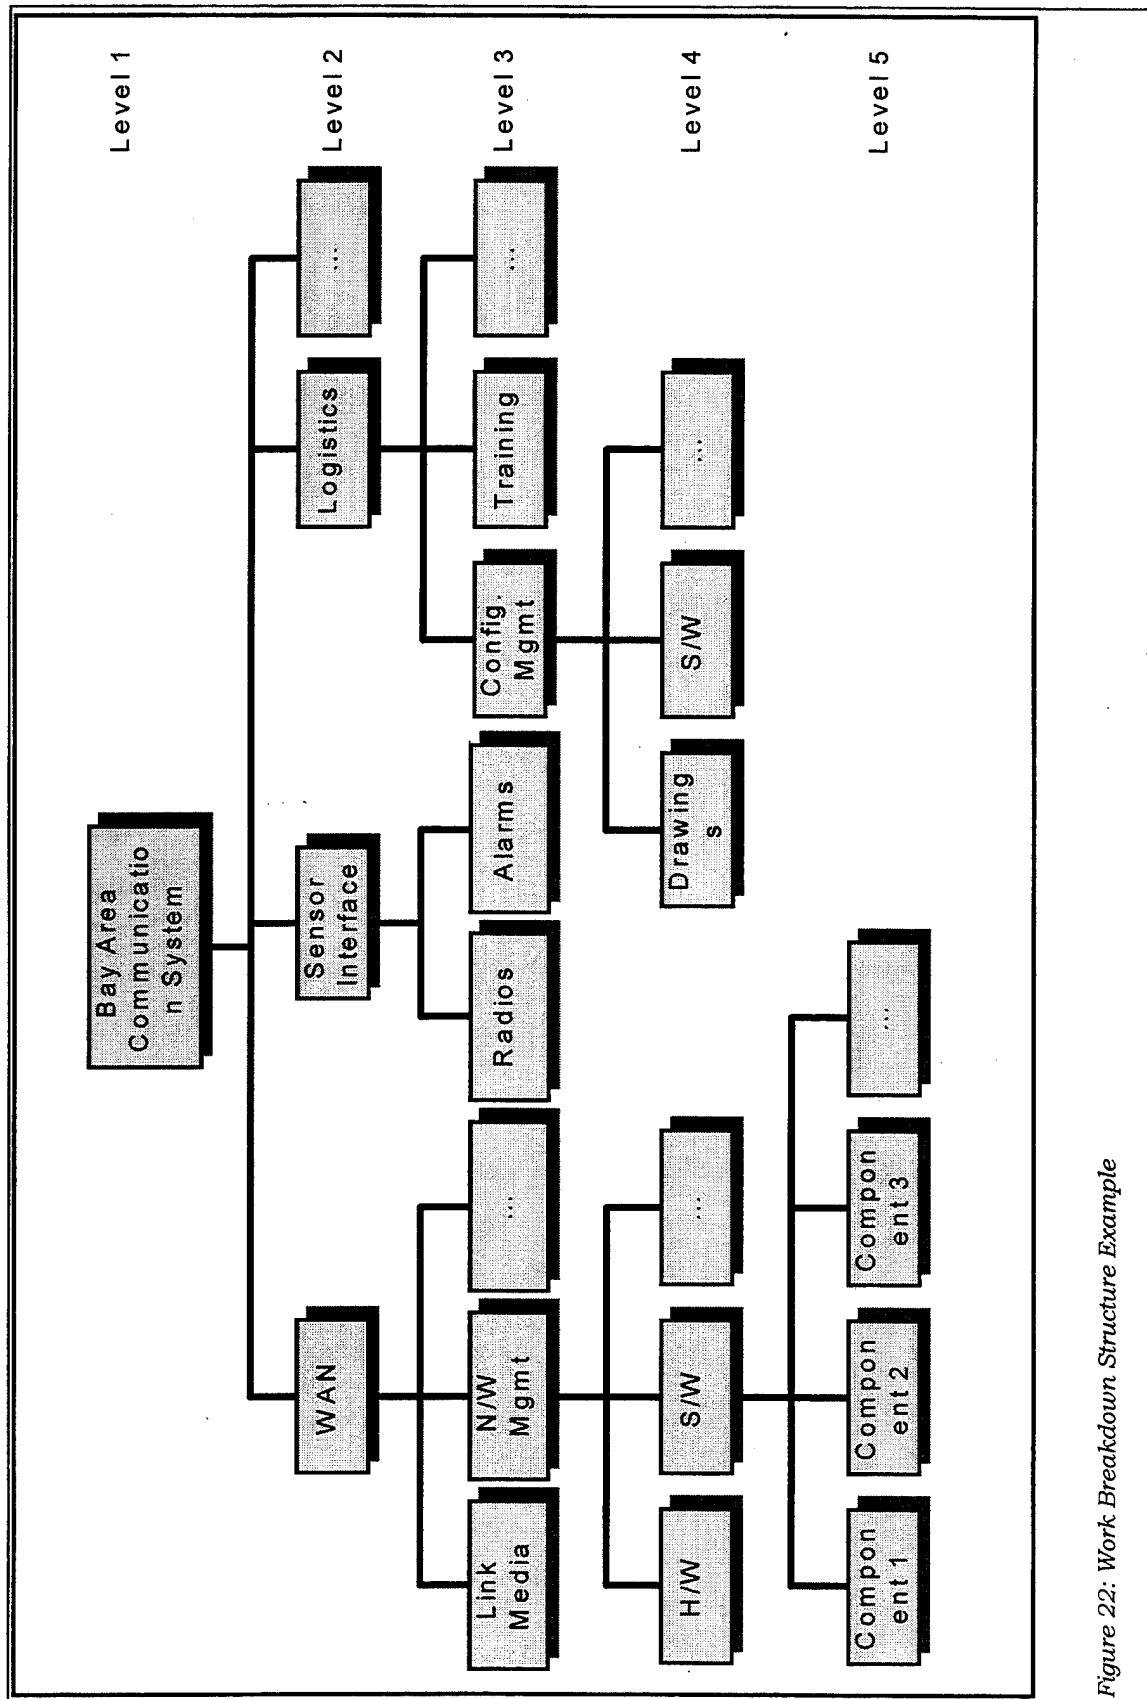 Level 1
Bay Area
Communicatio
n System
Level 2
WAN
Sensor
Interface
Logistics
...
Level 3
Link
Media
N/W
Mgmt
...
Radios
Alarms
Config.
Mgmt
Training
...
Level 4
H/W
S/W
...
Drawing
s
S/W
...
Level 5
Compon
ent 1
Compon
ent 2
Compon
ent 3
...
Figure 22: Work Breakdown Structure Example